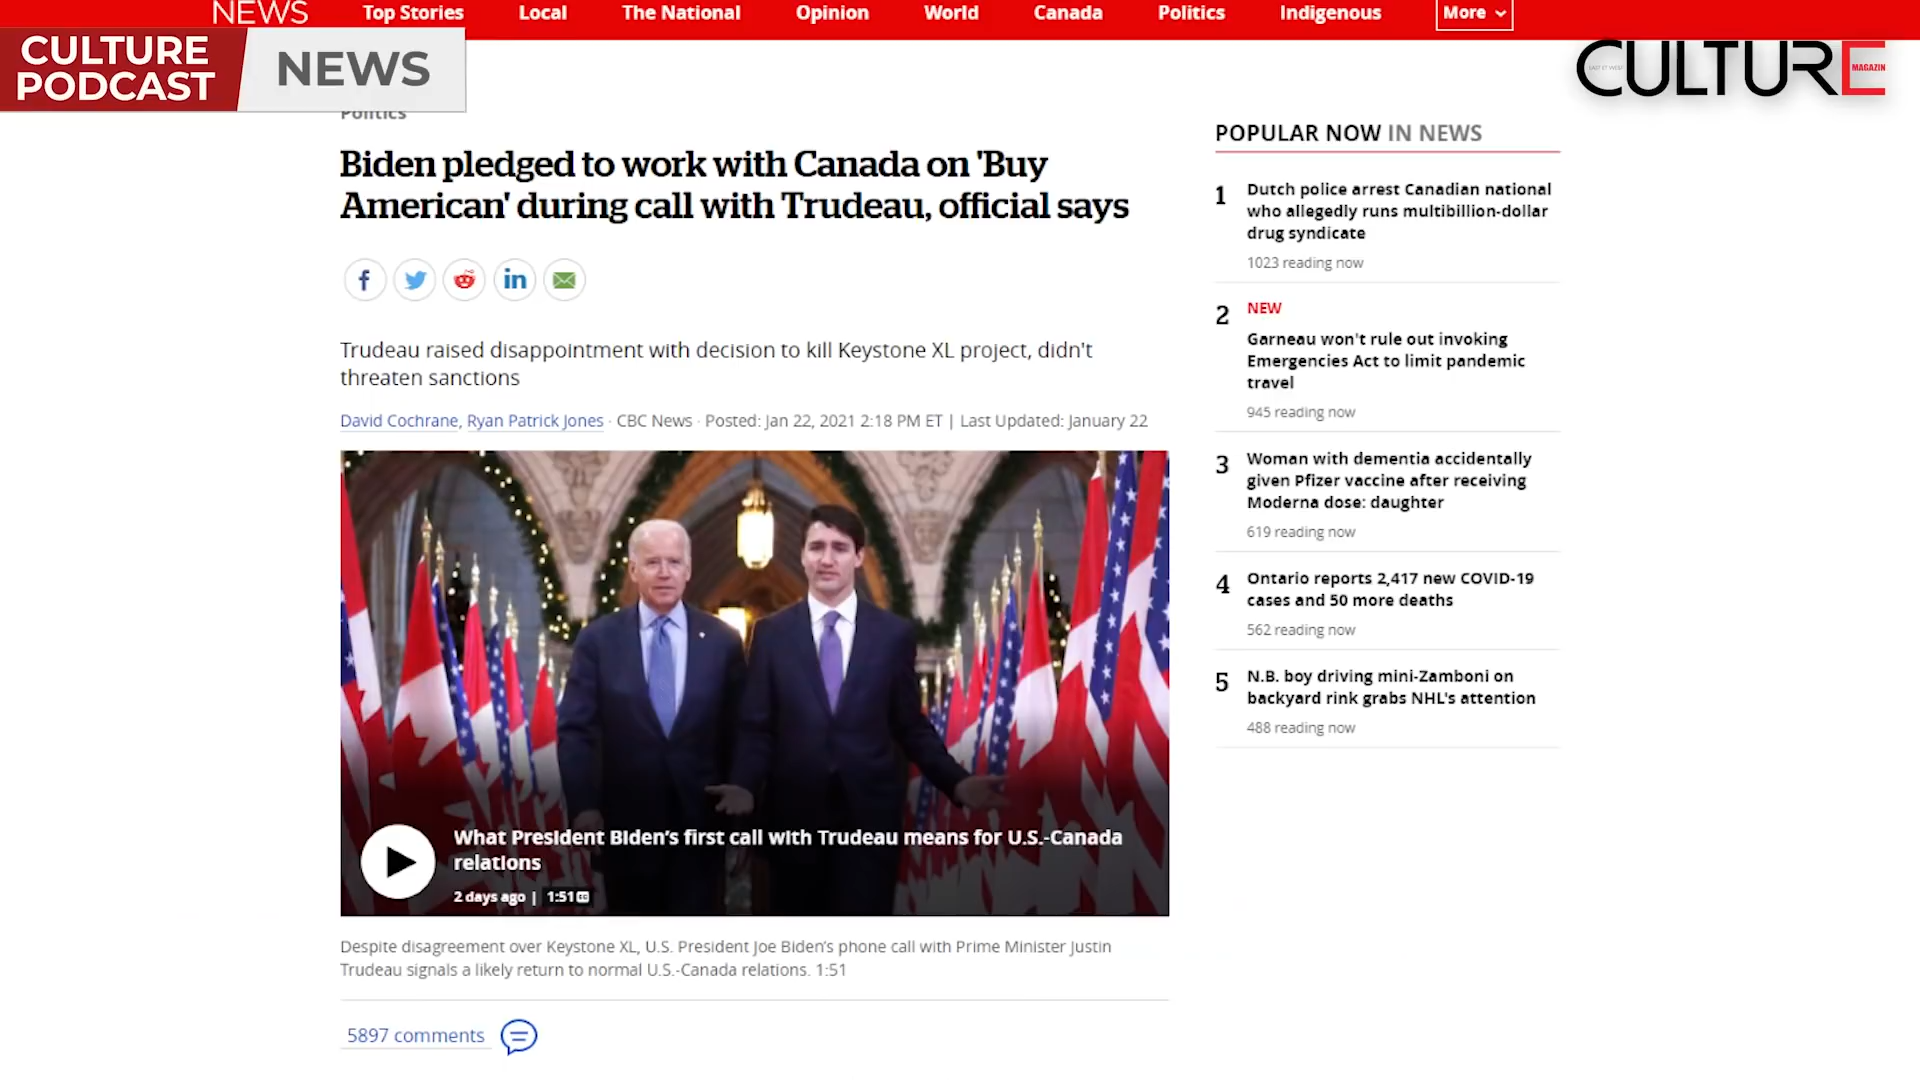 NEWS
Top Stories
Local
The National
Opinion
World
Canada
Politics
Indigenous
More
CULTURE
PODCAST
NEWS
CULTURE
MAGAZIN
Politics
Biden pledged to work with Canada on 'Buy
American' during call with Trudeau, official says
Trudeau raised disappointment with decision to kill Keystone XL project, didn't
threaten sanctions
David Cochrane, Ryan Patrick Jones · CBC News · Posted: Jan 22, 2021 2:18 PM ET | Last Updated: January 22
What President Biden's first call with Trudeau means for U.S.-Canada
relations
2 days ago | 1:51 CC
Despite disagreement over Keystone XL, U.S. President Joe Biden's phone call with Prime Minister Justin
Trudeau signals a likely return to normal U.S.-Canada relations. 1:51
5897 comments
POPULAR NOW IN NEWS
1
Dutch police arrest Canadian national
who allegedly runs multibillion-dollar
drug syndicate
1023 reading now
2
NEW
Garneau won't rule out invoking
Emergencies Act to limit pandemic
travel
945 reading now
3
Woman with dementia accidentally
given Pfizer vaccine after receiving
Moderna dose: daughter
619 reading now
4
Ontario reports 2,417 new COVID-19
cases and 50 more deaths
562 reading now
5
N.B. boy driving mini-Zamboni on
backyard rink grabs NHL's attention
488 reading now